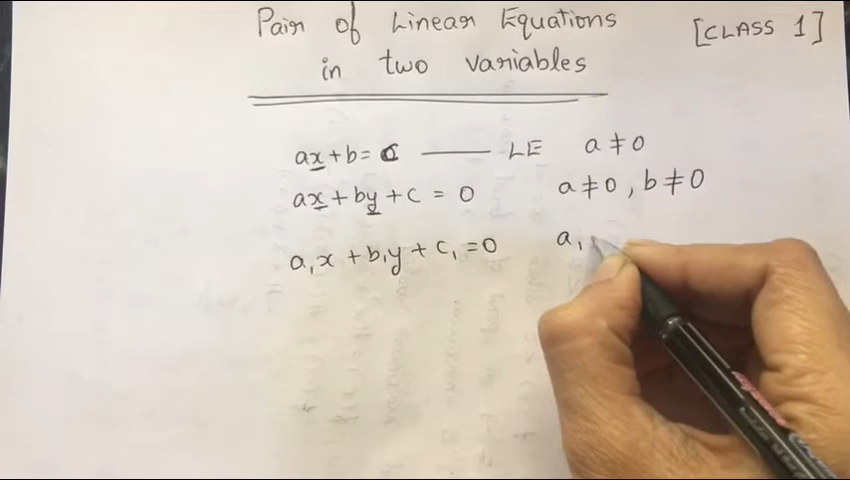 Pair of Linear Equations [CLASS 1]
in two variables
ax + b = 0 —— LE a ≠ 0
ax + by + c = 0 a ≠ 0, b ≠ 0
a₁x + b₁y + c₁ = 0 a₁